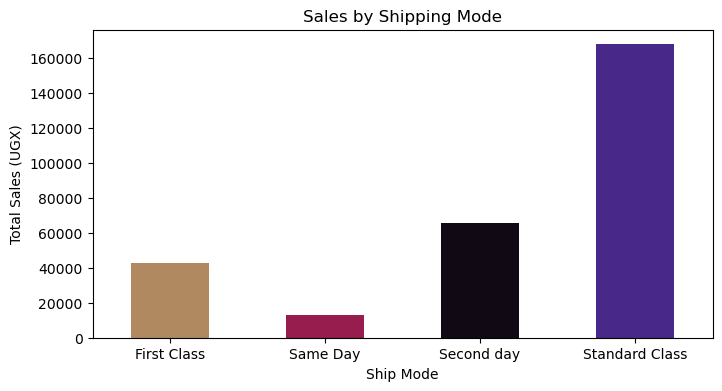 Sales by Shipping Mode
Total Sales (UGX)
160000
140000
120000
100000
80000
60000
40000
20000
0
First Class
Same Day
Second day
Standard Class
Ship Mode